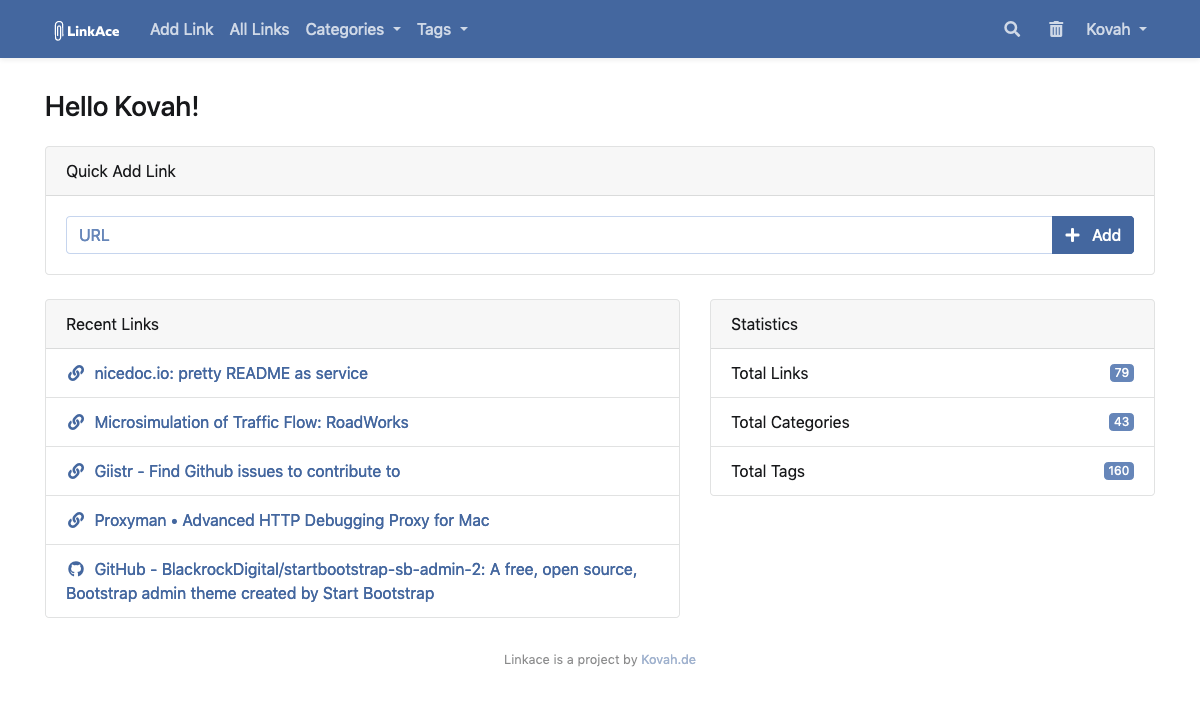 LinkAce Add Link All Links Categories Tags Kovah
Hello Kovah!
Quick Add Link
URL
Add
Recent Links
nicedoc.io: pretty README as service
Microsimulation of Traffic Flow: RoadWorks
Giistr - Find Github issues to contribute to
Proxyman • Advanced HTTP Debugging Proxy for Mac
GitHub - BlackrockDigital/startbootstrap-sb-admin-2: A free, open source,
Bootstrap admin theme created by Start Bootstrap
Statistics
Total Links 79
Total Categories 43
Total Tags 160
Linkace is a project by Kovah.de